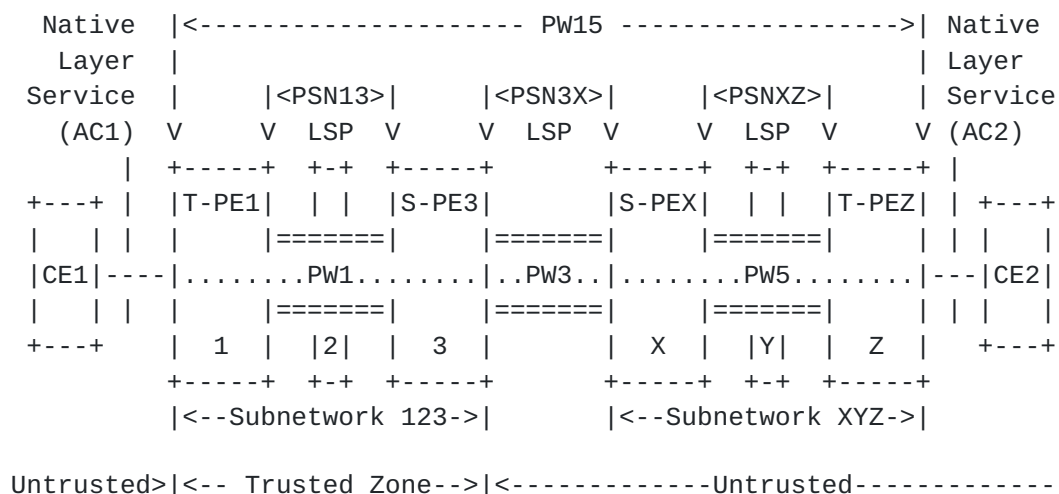 Native  |<--------------------- PW15 ------------------>| Native
 Layer  |                                               | Layer
Service |     |<PSN13>|     |<PSN3X>|     |<PSNXZ>|     | Service
 (AC1)  V     V  LSP  V     V  LSP  V     V  LSP  V     V (AC2)
     |  +-----+  +-+  +-----+       +-----+  +-+  +-----+ |
+---+ | |T-PE1|  | |  |S-PE3|       |S-PEX|  | |  |T-PEZ| | +---+
|   | | |     |=======|     |=======|     |=======|     | | |   |
|CE1|----|........PW1........|..PW3..|........PW5........|---|CE2|
|   | | |     |=======|     |=======|     |=======|     | | |   |
+---+   |  1  |  |2|  |  3  |       |  X  |  |Y|  |  Z  |   +---+
        +-----+  +-+  +-----+       +-----+  +-+  +-----+
        |<--Subnetwork 123->|       |<--Subnetwork XYZ->|
Untrusted>|<-- Trusted Zone-->|<-------------Untrusted-------------